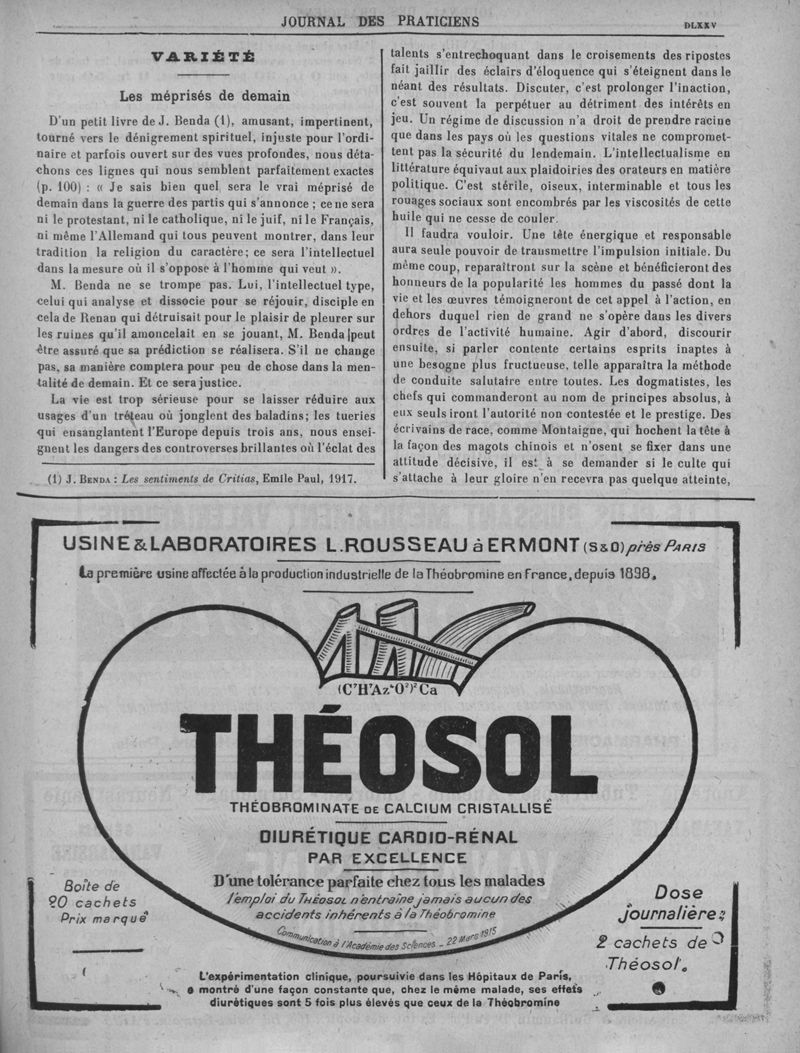 JOURNAL DES PRATICIENS
DLXXV
VARIÉTÉ
Les méprisés de demain
D'un petit livre de J. Benda (1), amusant, impertinent,
tourné vers le dénigrement spirituel, injuste pour l'ordi-
naire et parfois ouvert sur des vues profondes, nous déta-
chons ces lignes qui nous semblent parfaitement exactes
(p. 100) : « Je sais bien quel sera le vrai méprisé de
demain dans la guerre des partis qui s'annonce ; ce ne sera
ni le protestant, ni le catholique, ni le juif, ni le Français,
ni même l'Allemand qui tous peuvent montrer, dans leur
tradition la religion du caractère; ce sera l'intellectuel
dans la mesure où il s'oppose à l'homme qui veut ».
M. Benda ne se trompe pas. Lui, l'intellectuel type,
celui qui analyse et dissocie pour se réjouir, disciple en
cela de Renan qui détruisait pour le plaisir de pleurer sur
les ruines qu'il amoncelait en se jouant, M. Benda peut
être assuré que sa prédiction se réalisera. S'il ne change
pas, sa manière comptera pour peu de chose dans la men-
talité de demain. Et ce sera justice.
La vie est trop sérieuse pour se laisser réduire aux
usages d'un tréteau où jonglent des baladins; les tueries
qui ensanglantent l'Europe depuis trois ans, nous ensei-
gnent les dangers des controverses brillantes où l'éclat des
(1) J. BENDA : Les sentiments de Critias, Emile Paul, 1917.
talents s'entrechoquant dans le croisements des ripostes
fait jaillir des éclairs d'éloquence qui s'éteignent dans le
néant des résultats. Discuter, c'est prolonger l'inaction,
c'est souvent la perpétuer au détriment des intérêts en
jeu. Un régime de discussion n'a droit de prendre racine
que dans les pays où les questions vitales ne compromet-
tent pas la sécurité du lendemain. L'intellectualisme en
littérature équivaut aux plaidoiries des orateurs en matière
politique. C'est stérile, oiseux, interminable et tous les
rouages sociaux sont encombrés par les viscosités de cette
huile qui ne cesse de couler.
Il faudra vouloir. Une tête énergique et responsable
aura seule pouvoir de transmettre l'impulsion initiale. Du
même coup, reparaîtront sur la scène et bénéficieront des
honneurs de la popularité les hommes du passé dont la
vie et les œuvres témoigneront de cet appel à l'action, en
dehors duquel rien de grand ne s'opère dans les divers
ordres de l'activité humaine. Agir d'abord, discourir
ensuite, si parler contente certains esprits inaptes à
une besogne plus fructueuse, telle apparaîtra la méthode
de conduite salutaire entre toutes. Les dogmatistes, les
chefs qui commanderont au nom de principes absolus, à
eux seuls iront l'autorité non contestée et le prestige. Des
écrivains de race, comme Montaigne, qui hochent la tête à
la façon des magots chinois et n'osent se fixer dans une
attitude décisive, il est à se demander si le culte qui
s'attache à leur gloire n'en recevra pas quelque atteinte,
USINE & LABORATOIRES L.ROUSSEAU à ERMONT (S&O) près PARIS
La première usine affectée à la production industrielle de la Théobromine en France, depuis 1898.
(C⁷H⁷Az⁴O²)²Ca
THÉOSOL
THÉOBROMINATE DE CALCIUM CRISTALLISÉ
DIURÉTIQUE CARDIO-RÉNAL
PAR EXCELLENCE
D'une tolérance parfaite chez tous les malades
l'emploi du THÉOSOL n'entraîne jamais aucun des
accidents inhérents à la Théobromine
Communication à l'Académie des Sciences - 22 Mars 1915
Boîte de
20 cachets
Prix marqué
Dose
journalière:
2 cachets de
Théosol.
L'expérimentation clinique, poursuivie dans les Hôpitaux de Paris,
a montré d'une façon constante que, chez le même malade, ses effets
diurétiques sont 5 fois plus élevés que ceux de la Théobromine